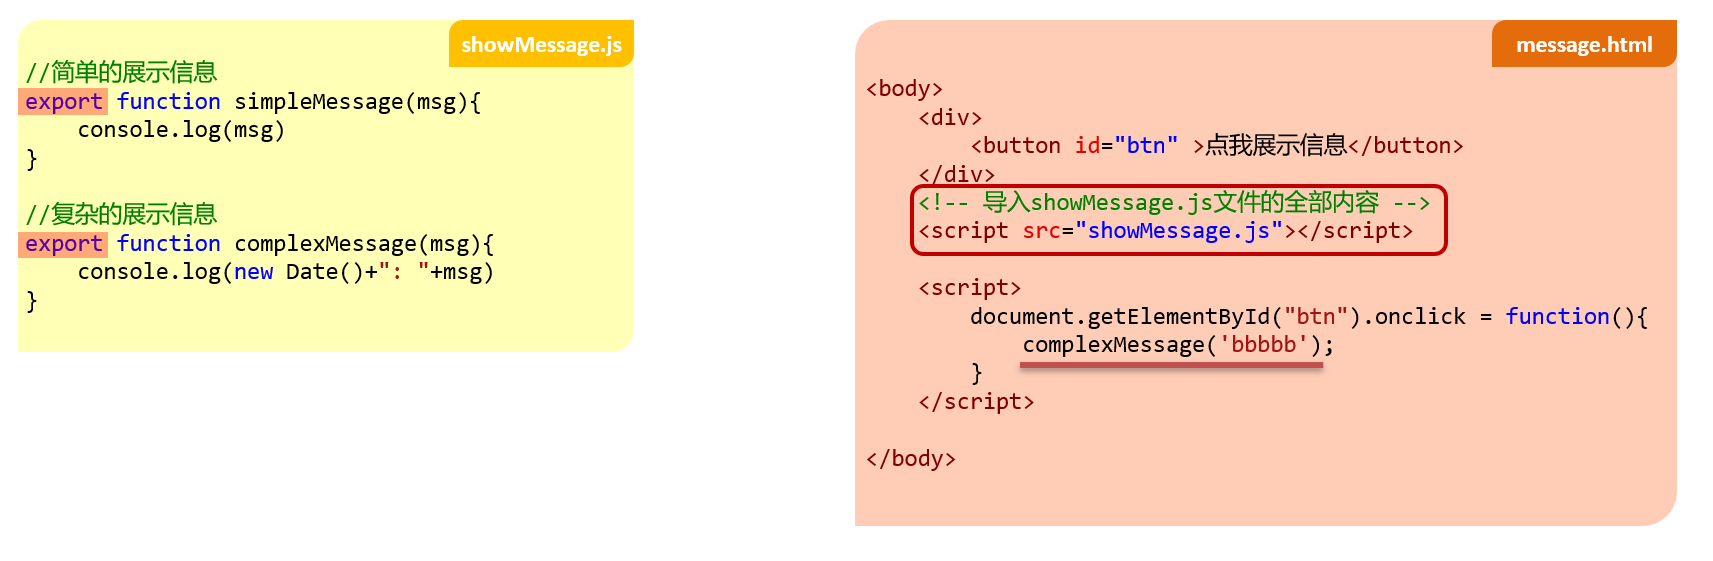 showMessage.js
//简单的展示信息
export function simpleMessage(msg){
    console.log(msg)
}
//复杂的展示信息
export function complexMessage(msg){
    console.log(new Date()+": "+msg)
}
message.html
<body>
    <div>
        <button id="btn" >点我展示信息</button>
    </div>
    <!-- 导入showMessage.js文件的全部内容 -->
    <script src="showMessage.js"></script>
    <script>
        document.getElementById("btn").onclick = function(){
            complexMessage('bbbbb');
        }
    </script>
</body>